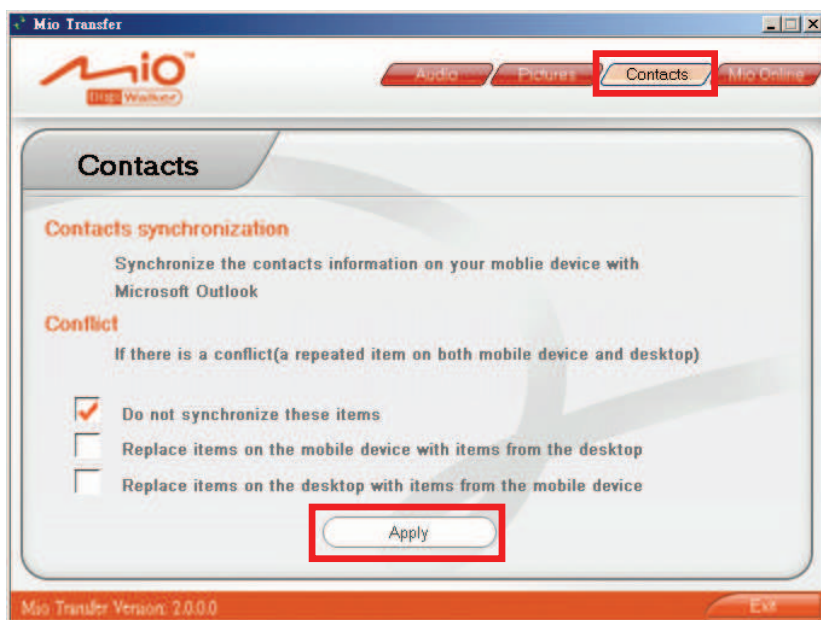 Mio Transfer
Mio™
DigiWalker
Audio
Pictures
Contacts
Mio Online
Contacts
Contacts synchronization
Synchronize the contacts information on your moblie device with
Microsoft Outlook
Conflict
If there is a conflict(a repeated item on both mobile device and desktop)
Do not synchronize these items
Replace items on the mobile device with items from the desktop
Replace items on the desktop with items from the mobile device
Apply
Mio Transfer Version: 2.0.0.0
Exit